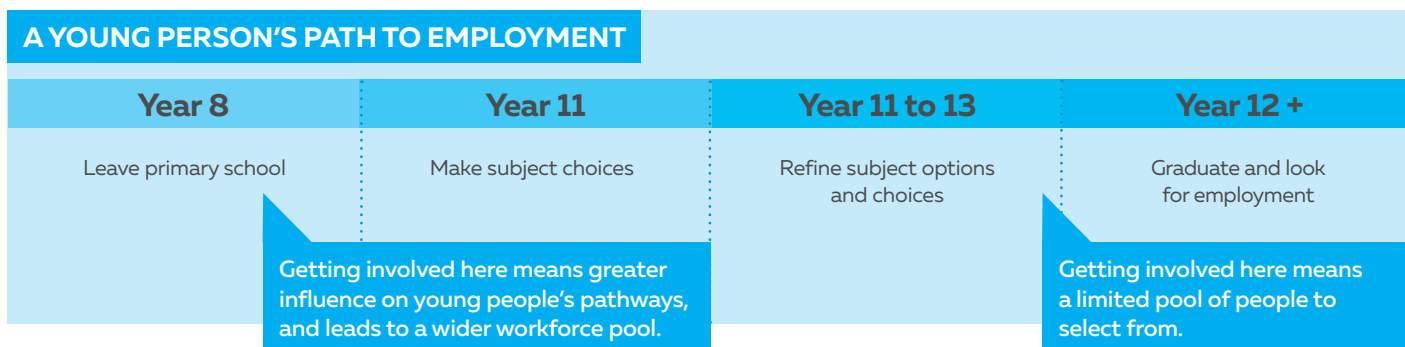 A YOUNG PERSON'S PATH TO EMPLOYMENT
Year 8
Leave primary school
Year 11
Make subject choices
Year 11 to 13
Refine subject options
and choices
Year 12 +
Graduate and look
for employment
Getting involved here means greater
influence on young people's pathways,
and leads to a wider workforce pool.
Getting involved here means
a limited pool of people to
select from.